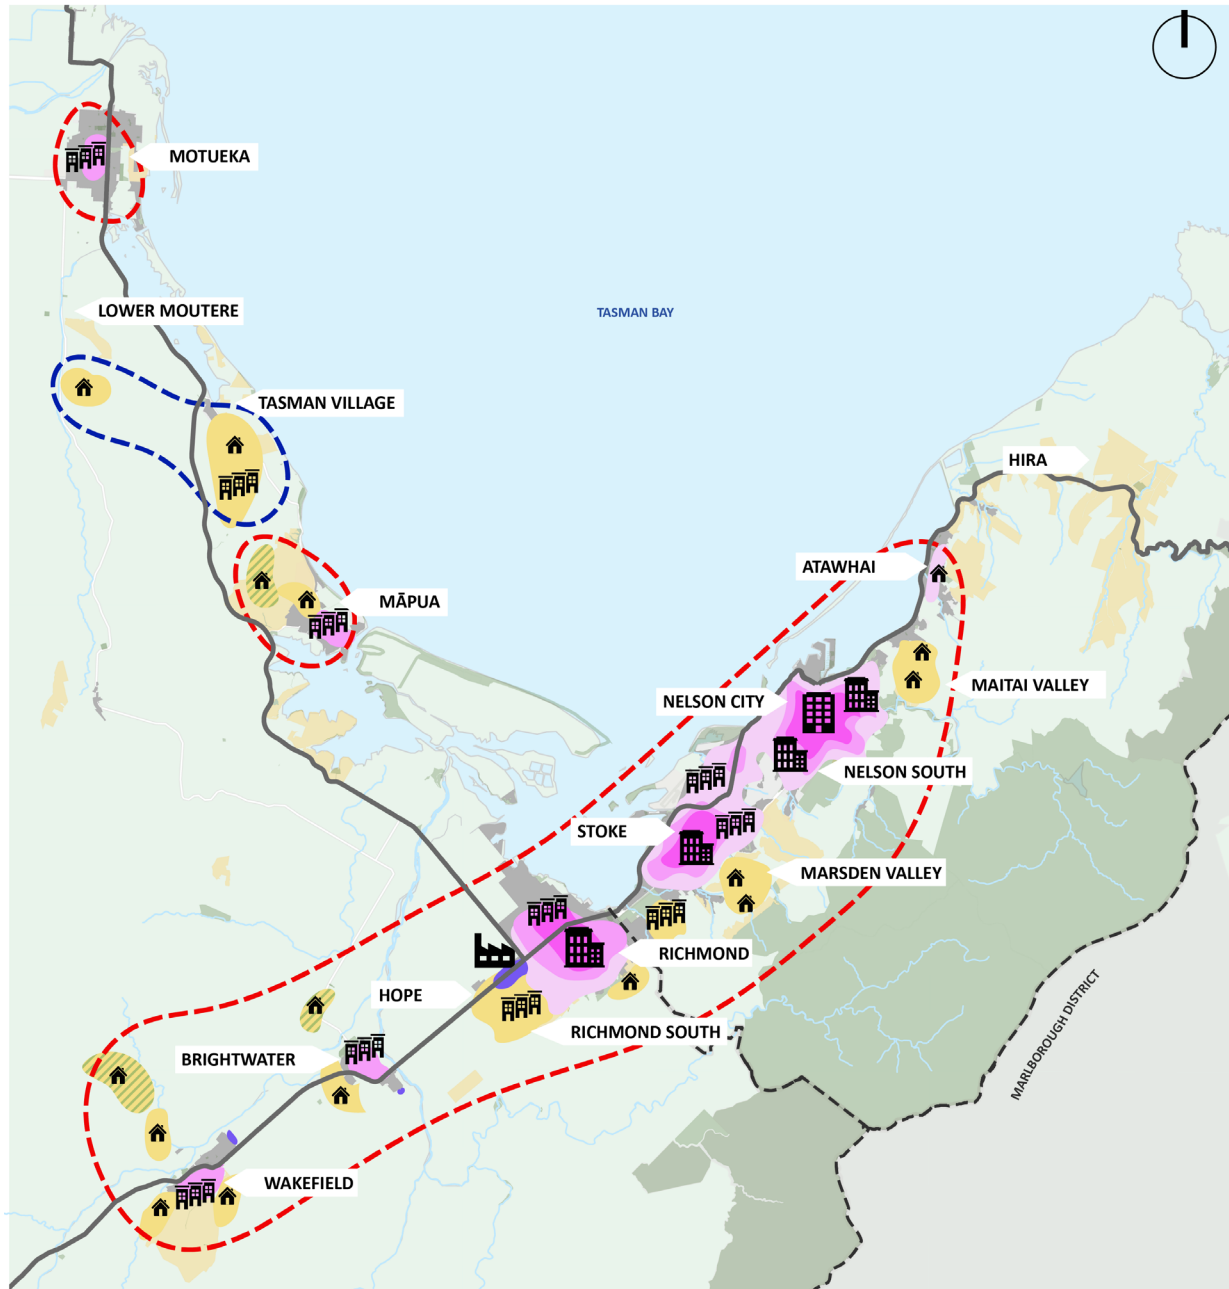 MOTUEKA
LOWER MOUTERE
TASMAN BAY
TASMAN VILLAGE
HIRA
ATAWHAI
MĀPUA
MAITAI VALLEY
NELSON CITY
NELSON SOUTH
STOKE
MARSDEN VALLEY
RICHMOND
HOPE
RICHMOND SOUTH
MARLBOROUGH DISTRICT
BRIGHTWATER
WAKEFIELD